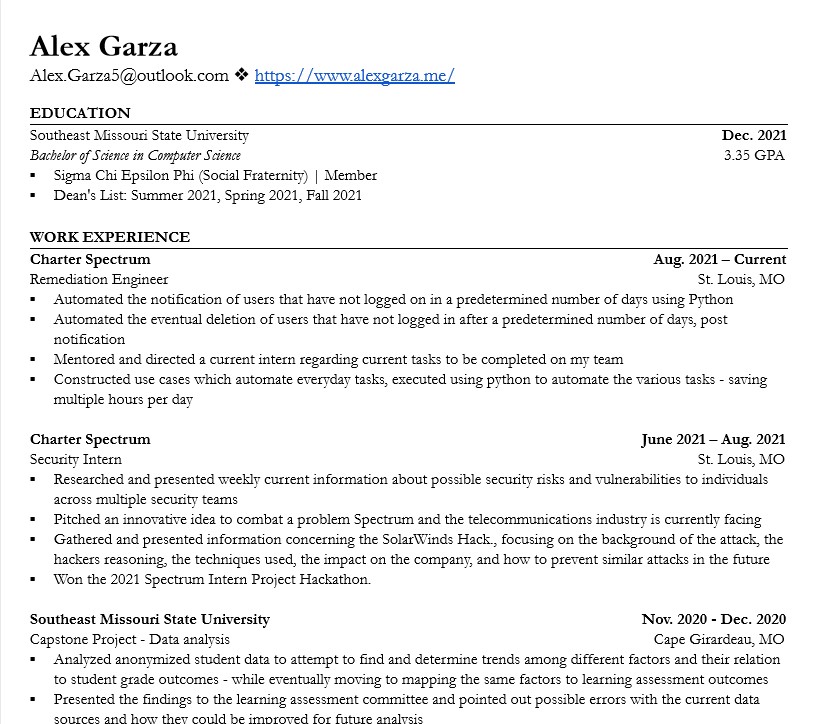 Alex Garza
Alex.Garza5@outlook.com ❖ https://www.alexgarza.me/
EDUCATION
Southeast Missouri State University Dec. 2021
Bachelor of Science in Computer Science 3.35 GPA
▪ Sigma Chi Epsilon Phi (Social Fraternity) | Member
▪ Dean's List: Summer 2021, Spring 2021, Fall 2021
WORK EXPERIENCE
Charter Spectrum Aug. 2021 – Current
Remediation Engineer St. Louis, MO
▪ Automated the notification of users that have not logged on in a predetermined number of days using Python
▪ Automated the eventual deletion of users that have not logged in after a predetermined number of days, post
notification
▪ Mentored and directed a current intern regarding current tasks to be completed on my team
▪ Constructed use cases which automate everyday tasks, executed using python to automate the various tasks - saving
multiple hours per day
Charter Spectrum June 2021 – Aug. 2021
Security Intern St. Louis, MO
▪ Researched and presented weekly current information about possible security risks and vulnerabilities to individuals
across multiple security teams
▪ Pitched an innovative idea to combat a problem Spectrum and the telecommunications industry is currently facing
▪ Gathered and presented information concerning the SolarWinds Hack., focusing on the background of the attack, the
hackers reasoning, the techniques used, the impact on the company, and how to prevent similar attacks in the future
▪ Won the 2021 Spectrum Intern Project Hackathon.
Southeast Missouri State University Nov. 2020 - Dec. 2020
Capstone Project - Data analysis Cape Girardeau, MO
▪ Analyzed anonymized student data to attempt to find and determine trends among different factors and their relation
to student grade outcomes - while eventually moving to mapping the same factors to learning assessment outcomes
▪ Presented the findings to the learning assessment committee and pointed out possible errors with the current data
sources and how they could be improved for future analysis